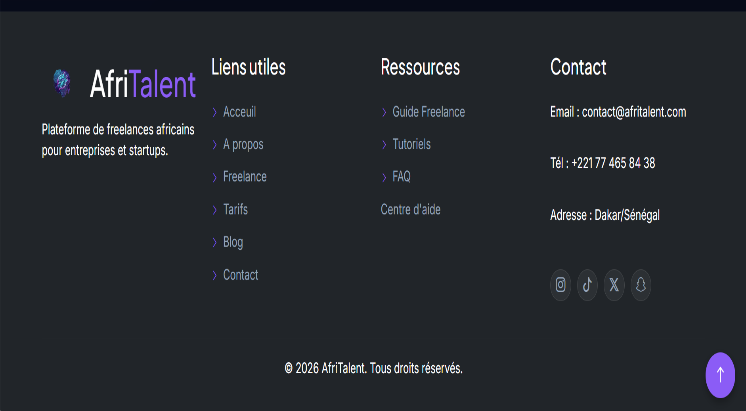 AfriTalent
Plateforme de freelances africains
pour entreprises et startups.
Liens utiles
Acceuil
A propos
Freelance
Tarifs
Blog
Contact
Ressources
Guide Freelance
Tutoriels
FAQ
Centre d'aide
Contact
Email : contact@afritalent.com
Tél : +221 77 465 84 38
Adresse : Dakar/Sénégal
© 2026 AfriTalent. Tous droits réservés.